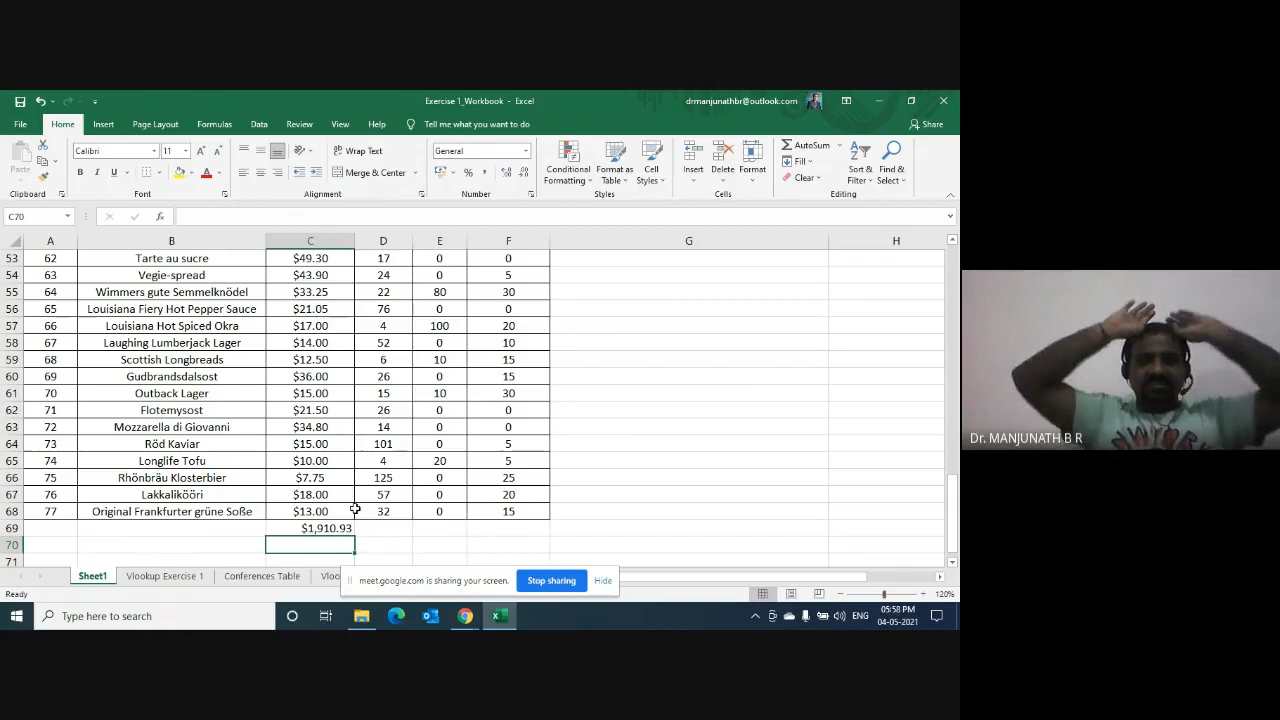 Exercise 1_Workbook - Excel
drmanjunathbr@outlook.com
File Home Insert Page Layout Formulas Data Review View Help Tell me what you want to do Share
Paste
Calibri 11
A A
B I U
Wrap Text
Merge & Center
General
%
Conditional Formatting
Format as Table
Cell Styles
Insert Delete Format
AutoSum
Fill
Clear
Sort & Filter
Find & Select
Clipboard Font Alignment Number Styles Cells Editing
C70 fx
A B C D E F G H
53 62 Tarte au sucre $49.30 17 0 0
54 63 Vegie-spread $43.90 24 0 5
55 64 Wimmers gute Semmelknödel $33.25 22 80 30
56 65 Louisiana Fiery Hot Pepper Sauce $21.05 76 0 0
57 66 Louisiana Hot Spiced Okra $17.00 4 100 20
58 67 Laughing Lumberjack Lager $14.00 52 0 10
59 68 Scottish Longbreads $12.50 6 10 15
60 69 Gudbrandsdalsost $36.00 26 0 15
61 70 Outback Lager $15.00 15 10 30
62 71 Flotemysost $21.50 26 0 0
63 72 Mozzarella di Giovanni $34.80 14 0 0
64 73 Röd Kaviar $15.00 101 0 5
65 74 Longlife Tofu $10.00 4 20 5
66 75 Rhönbräu Klosterbier $7.75 125 0 25
67 76 Lakkalikööri $18.00 57 0 20
68 77 Original Frankfurter grüne Soße $13.00 32 0 15
69 $1,910.93
70
71
Sheet1 Vlookup Exercise 1 Conferences Table Vloo
meet.google.com is sharing your screen. Stop sharing Hide
Ready 120%
Type here to search
ENG
05:58 PM
04-05-2021
Dr. MANJUNATH B R